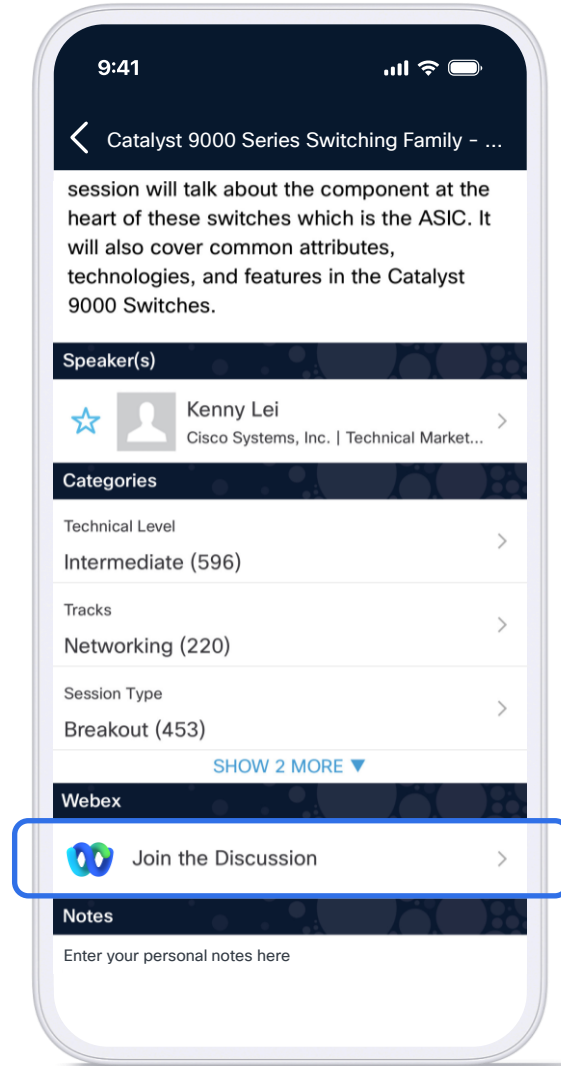 9:41
Catalyst 9000 Series Switching Family - ...
session will talk about the component at the
heart of these switches which is the ASIC. It
will also cover common attributes,
technologies, and features in the Catalyst
9000 Switches.
Speaker(s)
Kenny Lei
Cisco Systems, Inc. | Technical Market...
Categories
Technical Level
Intermediate (596)
Tracks
Networking (220)
Session Type
Breakout (453)
SHOW 2 MORE ▼
Webex
Join the Discussion
Notes
Enter your personal notes here